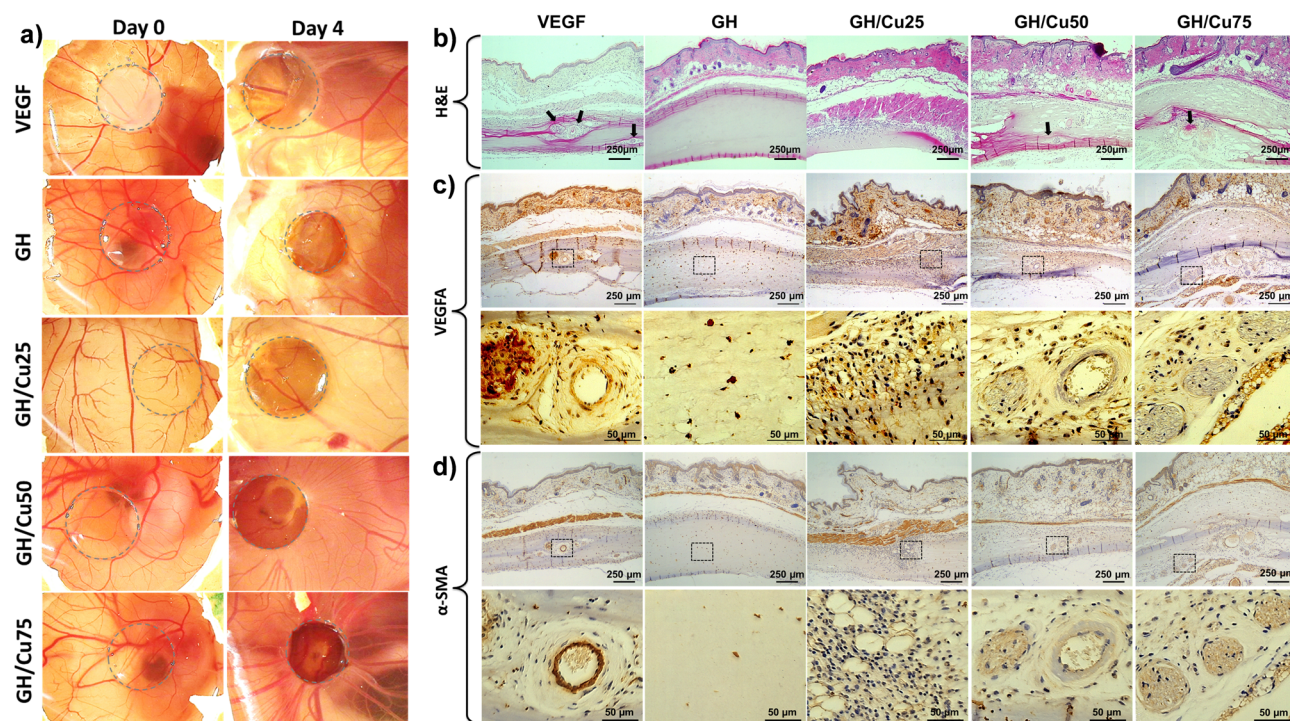 a)
Day 0
Day 4
VEGF
GH
GH/Cu25
GH/Cu50
GH/Cu75
b)
VEGF
GH
GH/Cu25
GH/Cu50
GH/Cu75
H&E
250µm
250µm
250µm
250µm
250µm
c)
VEGFA
250 µm
250 µm
250 µm
250 µm
250 µm
50 µm
50 µm
50 µm
50 µm
50 µm
d)
α-SMA
250 µm
250 µm
250 µm
250 µm
250 µm
50 µm
50 µm
50 µm
50 µm
50 µm